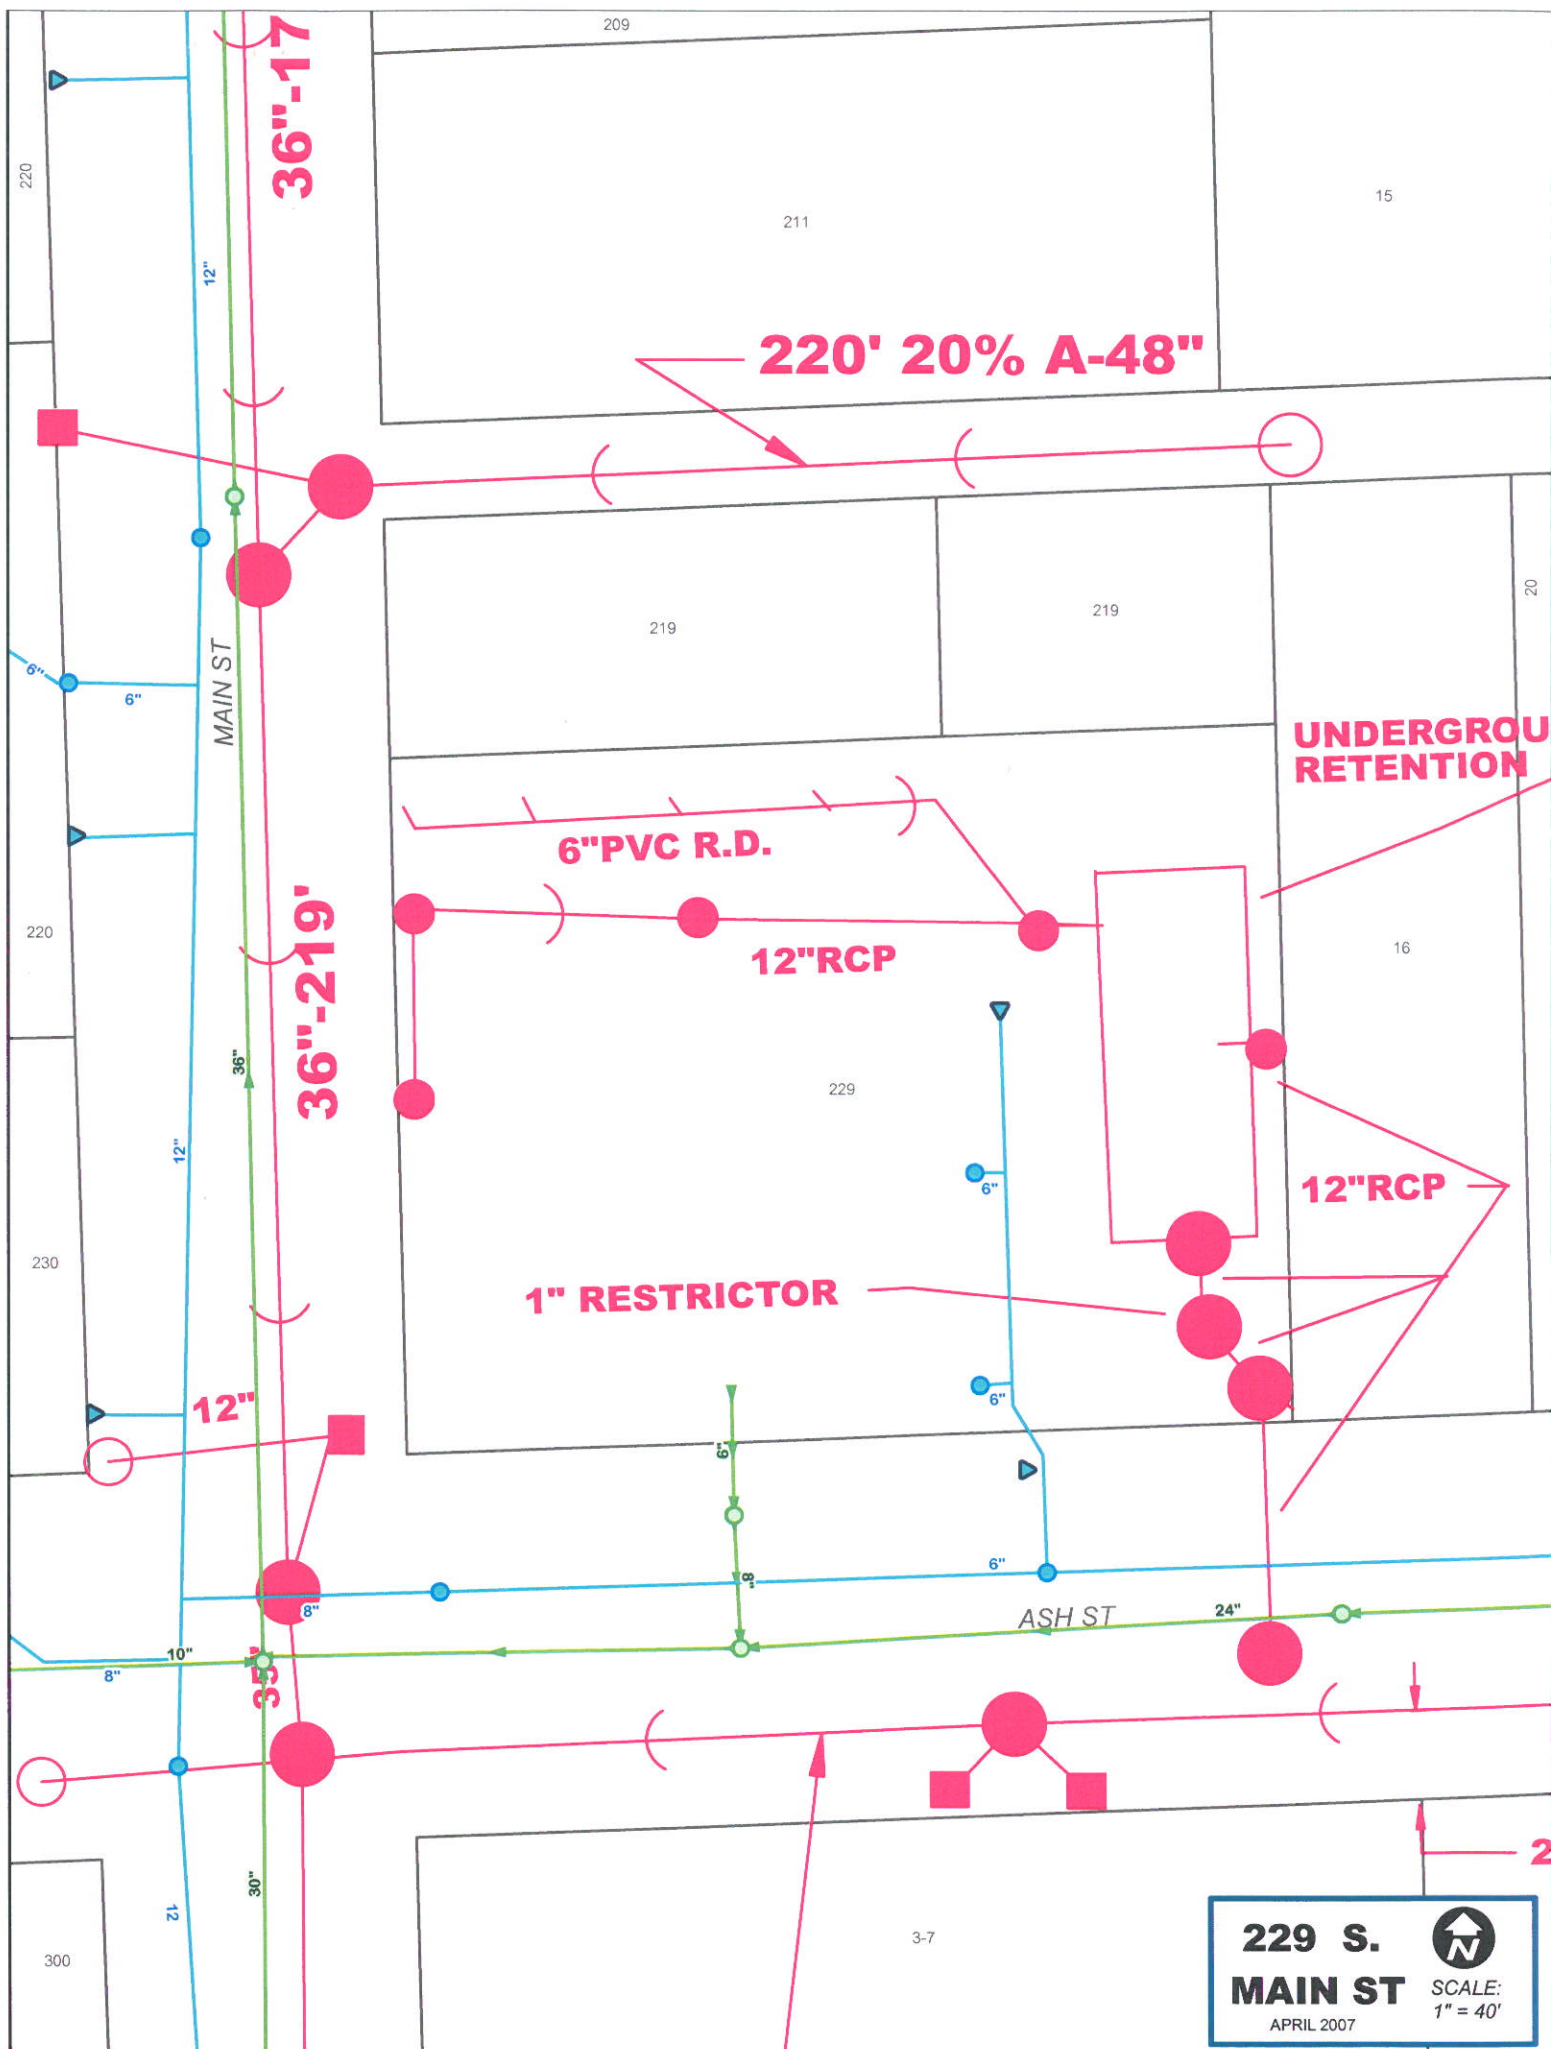 209
36"-17
220
211
15
12"
220' 20% A-48"
219
219
20
MAIN ST
6"
6"
UNDERGROU
RETENTION
6"PVC R.D.
12"RCP
36"-219'
220
16
36"
229
12"
6"
12"RCP
230
1" RESTRICTOR
6"
12"
6"
6"
8"
8"
ASH ST
24"
10"
8"
35'
30"
12
2
3-7
300
229 S.
MAIN ST
APRIL 2007
N
SCALE:
1" = 40'